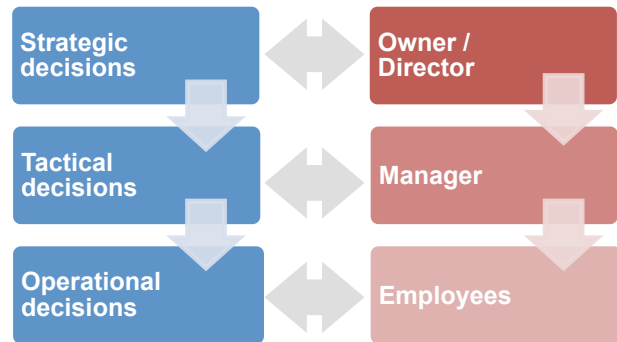 Strategic
decisions
Owner /
Director
Tactical
decisions
Manager
Operational
decisions
Employees